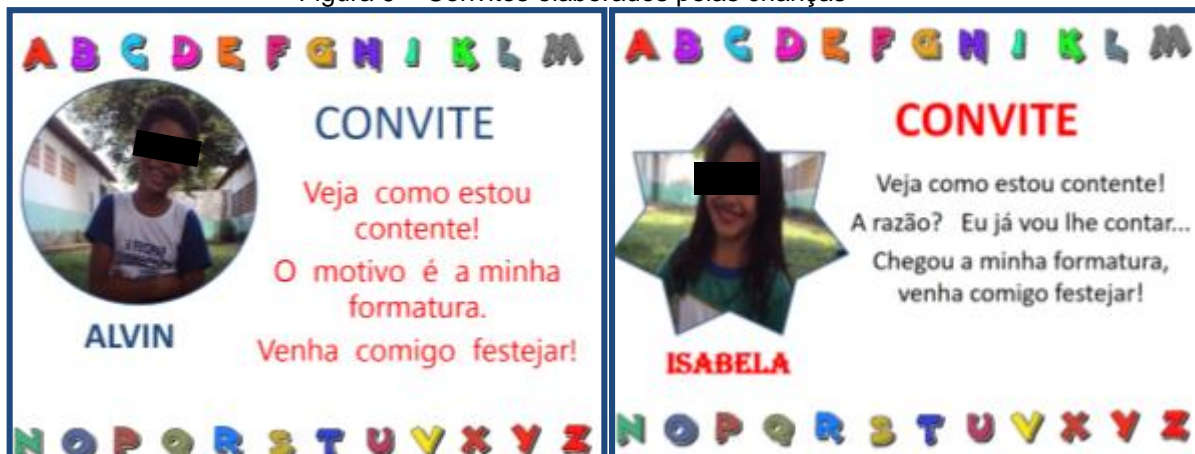 A B C D E F G H I K L M
CONVITE
Veja como estou
contente!
O motivo é a minha
formatura.
Venha comigo festejar!
ALVIN
N O P Q R S T U V X Y Z
A B C D E F G H I K L M
CONVITE
Veja como estou contente!
A razão? Eu já vou lhe contar...
Chegou a minha formatura,
venha comigo festejar!
ISABELA
N O P Q R S T U V X Y Z